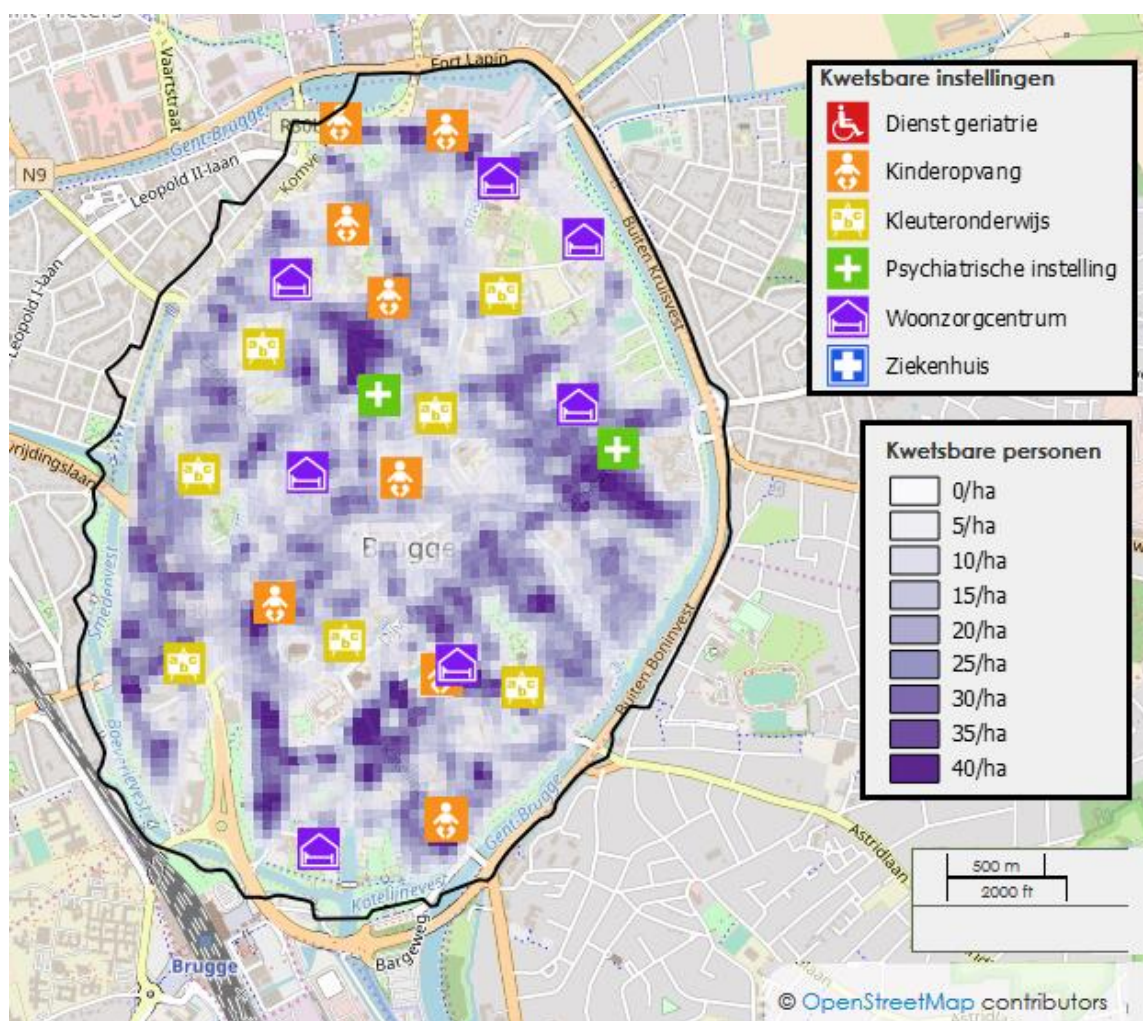 Vaartstraat
Fort Lapin
Gent-Brugge
N9
Leopold II-laan
Leopold I-laan
Buiten Kruisvest
rijdingslaan
Smedenvest
Brugge
Buiten Boninvest
Boeverievest
Gent-Brugge
Katelijnevest
Bargeweg
Brugge
Astridlaan
Kwetsbare instellingen
Dienst geriatrie
Kinderopvang
abc Kleuteronderwijs
Psychiatrische instelling
Woonzorgcentrum
Ziekenhuis
Kwetsbare personen
0/ha
5/ha
10/ha
15/ha
20/ha
25/ha
30/ha
35/ha
40/ha
500 m
2000 ft
© OpenStreetMap contributors